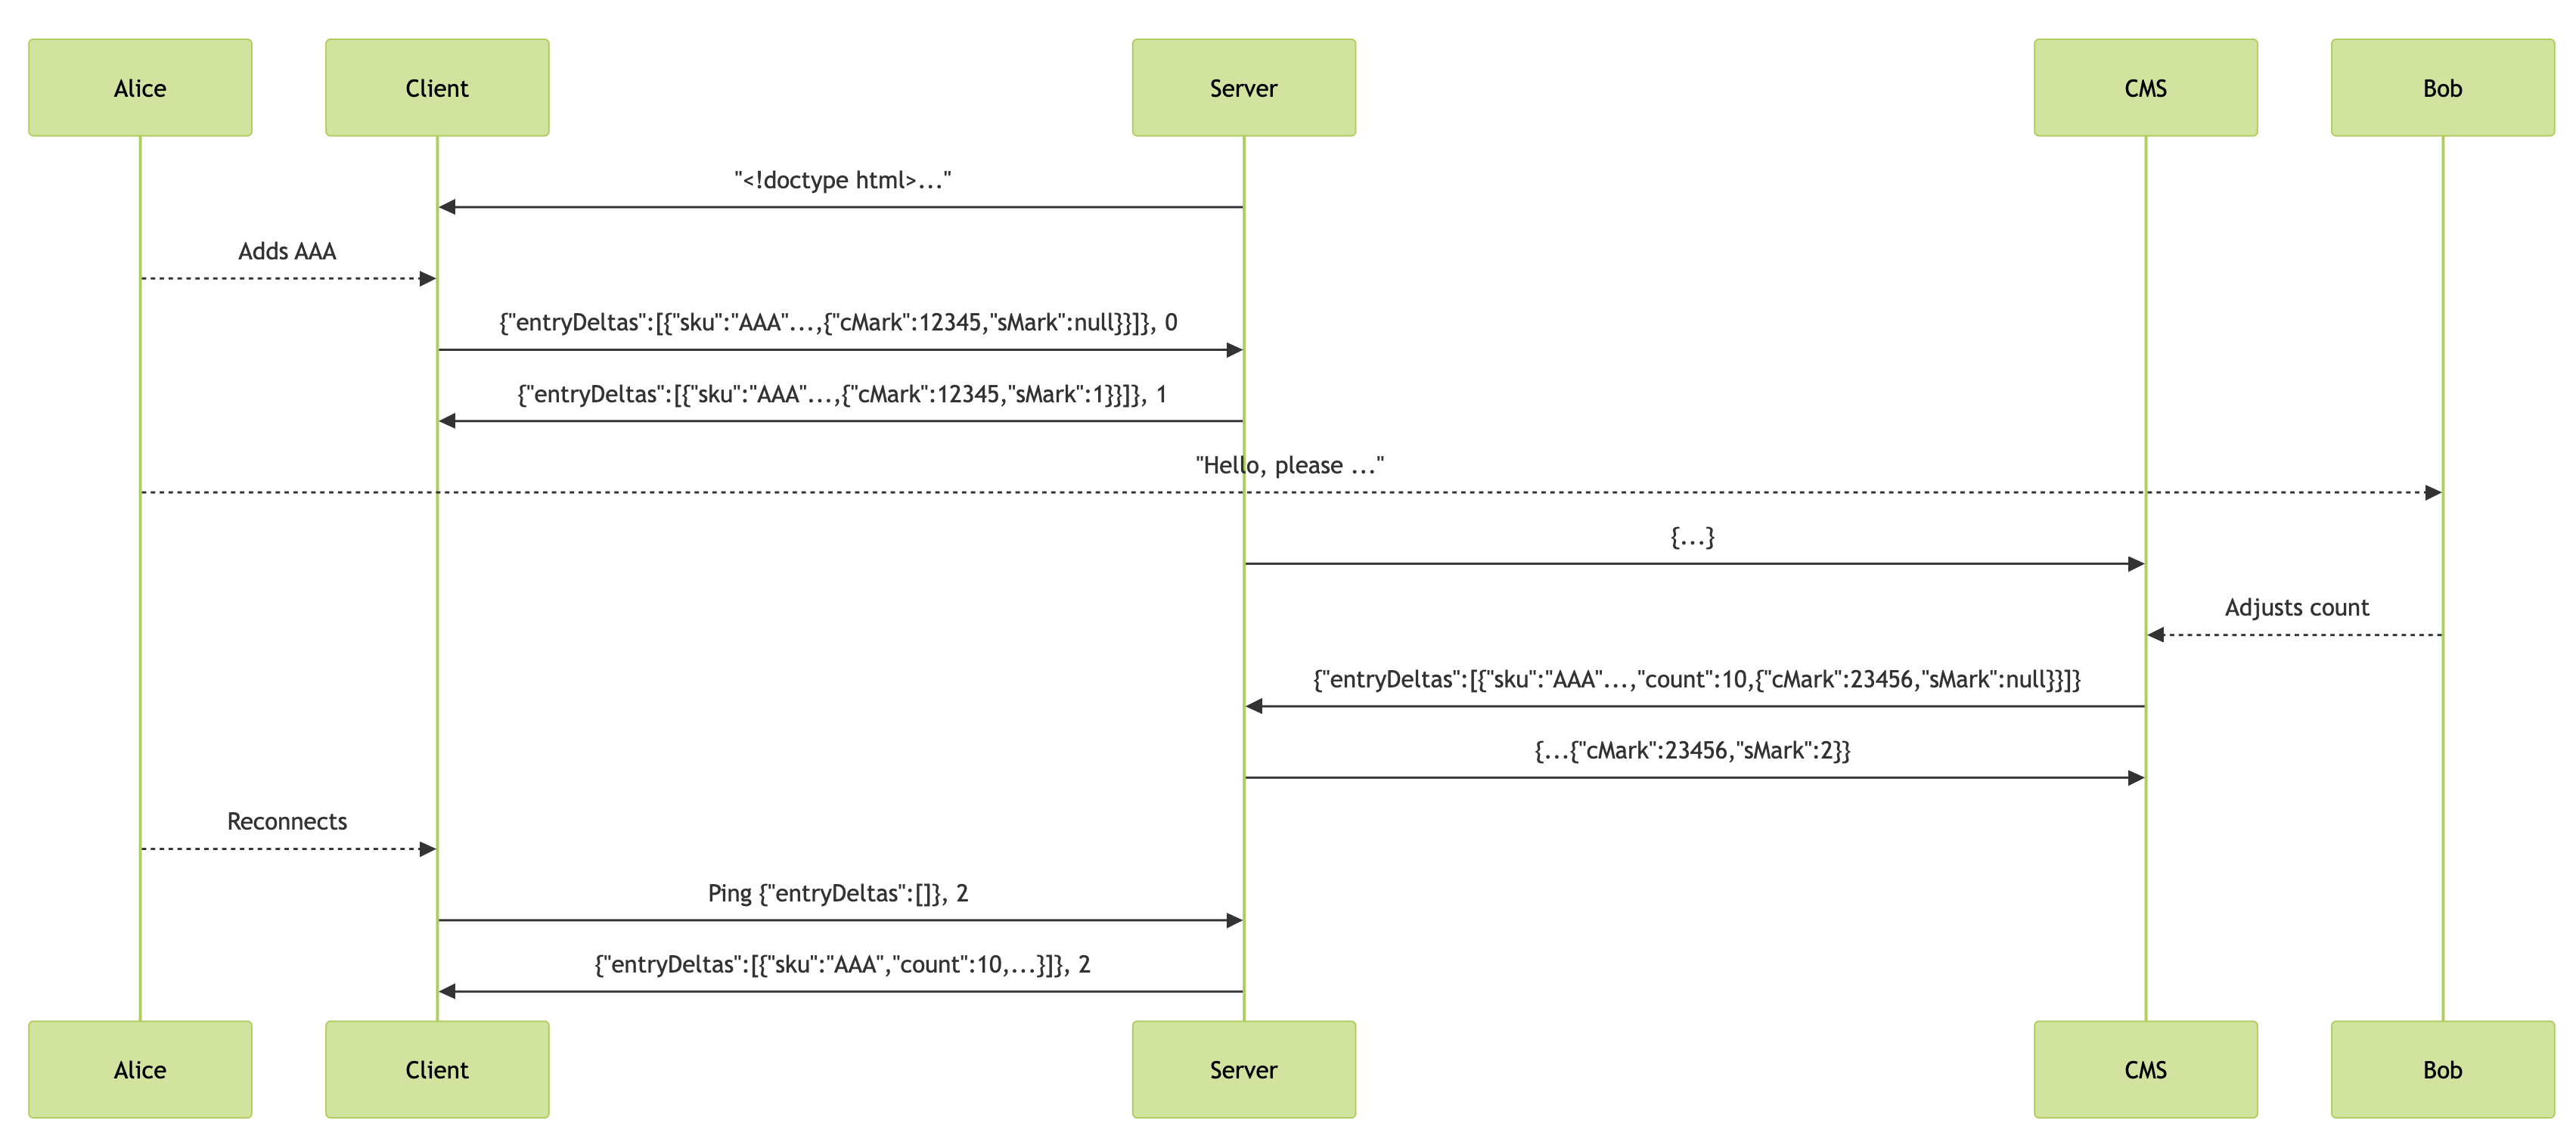 Alice Client Server CMS Bob
"<!doctype html>..."
Adds AAA
{"entryDeltas":[{"sku":"AAA"...,{"cMark":12345,"sMark":null}}]}, 0
{"entryDeltas":[{"sku":"AAA"...,{"cMark":12345,"sMark":1}}]}, 1
"Hello, please ..."
{...}
Adjusts count
{"entryDeltas":[{"sku":"AAA"...,"count":10,{"cMark":23456,"sMark":null}}]}
{...{"cMark":23456,"sMark":2}}
Reconnects
Ping {"entryDeltas":[]}, 2
{"entryDeltas":[{"sku":"AAA","count":10,...}]}, 2
Alice Client Server CMS Bob